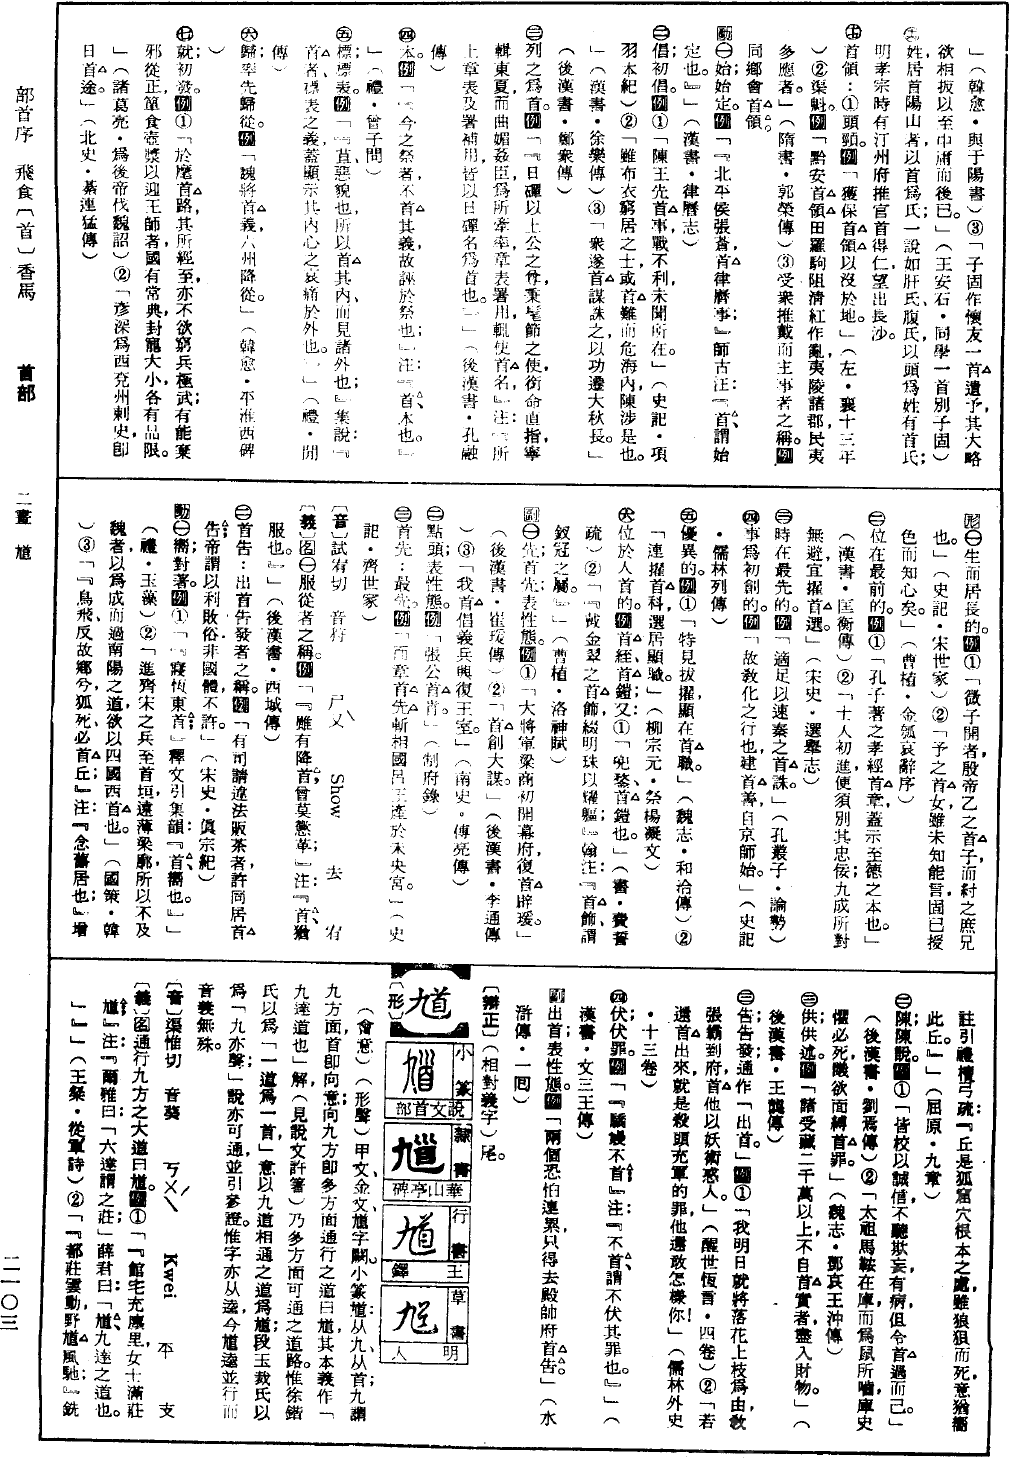 」（韓愈・與于陽書）③「子固作懷友一首遺予其大略
欲相扳以至中庸而後已。」（王安石・同學一首別子固）
姓居首陽山者以首爲氏一說如肝氏腹氏以頭爲姓有首氏；
明孝宗時有汀州府推官首得仁望出長沙。
首領：①頭頸。例「獲保首領以沒於地。」（左・襄十三年
）②渠魁。例「黔安首領田羅駒阻清江作亂，夷陵諸郡民夷
多應者。」（隋書・郭榮傳）③受衆推戴而主事者之稱。例
同鄉會首領。
動㊀始；始定。例「『北平侯張蒼首律曆事』師古注：『首，謂始
定也。』」（漢書・律曆志）
㊁倡；初倡。例①「陳王先首事，戰不利，未聞所在。」（史記・項
羽本紀）②「雖布衣窮居之士或首難而危海內，陳涉是也。
」（漢書・徐樂傳）③「衆遂首謀誅之，以功遷大秋長。」
（後漢書・鄭衆傳）
㊂列之爲首。例「『日磾以上公之尊，秉髦節之使，銜命直指，寧
輯東夏，而曲媚姦臣，爲所牽率，章表署用，輒使首名。』注：『所
上章表及署補用，皆以日磾名爲首也。』」（後漢書・孔融
傳）
㊃本。例「『今之祭者不首其義，故誣於祭也』；注：『首，本也。
』」（禮・曾子問）
㊄標；標表。例「『苴，惡貌也，所以首其內而見諸外也』；集說：『
首者，標表之義，蓋顯示其內心之哀痛於外也。』」（禮・閒
傳）
㊅歸；率先歸從。例「魏將首義，六州降從。」（韓愈・平淮西碑
）
㊆就；初發。例①「於麾首路，其所經至，亦不欲窮兵極武；有能棄
邪從正，簞食壺漿以迎王師者，國有常典，封寵大小，各有品限。
」（諸葛亮・爲後帝伐魏詔）②「彥深爲西兗州刺史，卽
日首途。」（北史・綦連猛傳）
部首序　飛食〔首〕香馬　　首部　　二畫　馗　　二一〇三
形㊀生而居長的。例①「微子開者，殷帝乙之首子而紂之庶兄
也。」（史記・宋世家）②「予之首女，雖未知能言，固已授
色而知心矣。」（曹植・金瓠哀辭序）
㊁位在最前的。例①「孔子著之孝經首章，蓋示至德之本也。」
（漢書・匡衡傳）②「士人初進，便須別其忠佞；九成所對
無避，宜擢首選。」（宋史・選舉志）
㊂時在最先的。例「適足以速秦之首誅。」（孔叢子・論勢）
㊃事爲初創的。例「故敎化之行也，建首善自京師始。」（史記
・儒林列傳）
㊄優異的。例①「特見拔擢，顯在首職。」（魏志・和洽傳）②
「連擢首科，選居顯職。」（柳宗元・祭楊凝文）
㊅位於人首的。例首絰；首鎧。又①「兜鍪，首鎧也。」（書・費誓
疏）②「『戴金翠之首飾，綴明珠以耀軀』翰注：『首飾，謂
釵冠之屬。』」（曹植・洛神賦）
副㊀先；首先；表性態。例①「大將軍梁商初開幕府，復首辟瑗。」
（後漢書・崔瑗傳）②「首創大謀。」（後漢書・李通傳
）③「我首倡義兵，興復王室。」（南史・傅亮傳）
㊁點頭；表性態。例「張公首肯。」（制府錄）
㊂首先：最先。例「而章首先斬相國呂王產於未央宮。」（史
記・齊世家）
〔音〕試宥切　音狩　ㄕㄡˋ　Show　去　宥
〔義〕名㊀服從者之稱。例「『雖有降首，曾莫懲革』；注：『首，猶
服也。』」（後漢書・西域傳）
㊁首告：出首告發者之稱。例「有司請違法販茶者許同居首
告，帝謂以利敗俗，非國體，不許。」（宋史・眞宗紀）
動㊀嚮；對著。例①「『寢恆東首』；釋文引集韻：『首，嚮也。』」
（禮・玉藻）②「進齊宋之兵至首垣，遠薄梁廓，所以不及
魏者，以爲成而過南陽之道，欲以四國西首也。」（國策・韓
）③「『鳥飛反故鄉兮，狐死必首丘』；注：『念舊居也』；增
註引禮檀弓疏：『丘是狐窟穴根本之處，雖狼狽而死，意猶嚮
此丘。』」（屈原・九章）
㊁陳；陳說。例①「皆校以誠信，不聽欺妄，有病但令首過而已。」
（後漢書・劉焉傳）②「太祖馬鞍在庫而爲鼠所嚙，庫史
懼必死，議欲面縛首罪。」（魏志・鄧哀王沖傳）
㊂供；供述。例「諸受藏二千萬以上，不自首實者，盡入財物。」（
後漢書・王龔傳）
㊂告；告發；通作「出首」例①「我明日就將落花上枝爲由，敎
張霸到府首他以妖術惑人。」（醒世恆言・四卷）②「若
還首出來，就是殺頭充軍的罪，他還敢怎樣你！」（儒林外史
・十三卷）
㊃伏；伏罪。例「『驕嫚不首』；注：『不首，謂不伏其罪也。』」（
漢書・文三王傳）
副出首；表性態。例「兩個恐怕連累，只得去殿帥府首告。」（水
滸傳・一囘）
〔辯正〕（相對義字）尾。
馗
〔形〕
小篆
說文首部
隸書
華山亭碑
行書
王鐸
草書
明人
（會意）（形聲）甲文、金文馗字闕。小篆馗：从九，从首；九謂
九方面，首卽向，意向九方卽多方面通行之道曰馗。其本義作「
九達道也」解，（見說文許箸）乃多方面可通之道路。惟徐鍇
氏以爲「一道爲一首」意以九道相通之道爲馗；段玉裁氏以
爲「九亦聲」說亦可通，並引參證。惟字亦从逵，今馗逵並行而
音義無殊。
〔音〕渠惟切　音葵　ㄎㄨㄟˊ　Kwei　平　支
〔義〕名通行九方之大道曰馗。例①「『館宅充廛里，女士滿莊
馗』；注：『爾雅曰：「六達謂之莊」；薛君曰：「馗，九達之道也。
」』」（王粲・從軍詩）②「『都莊雲動，野馗風馳』；銑